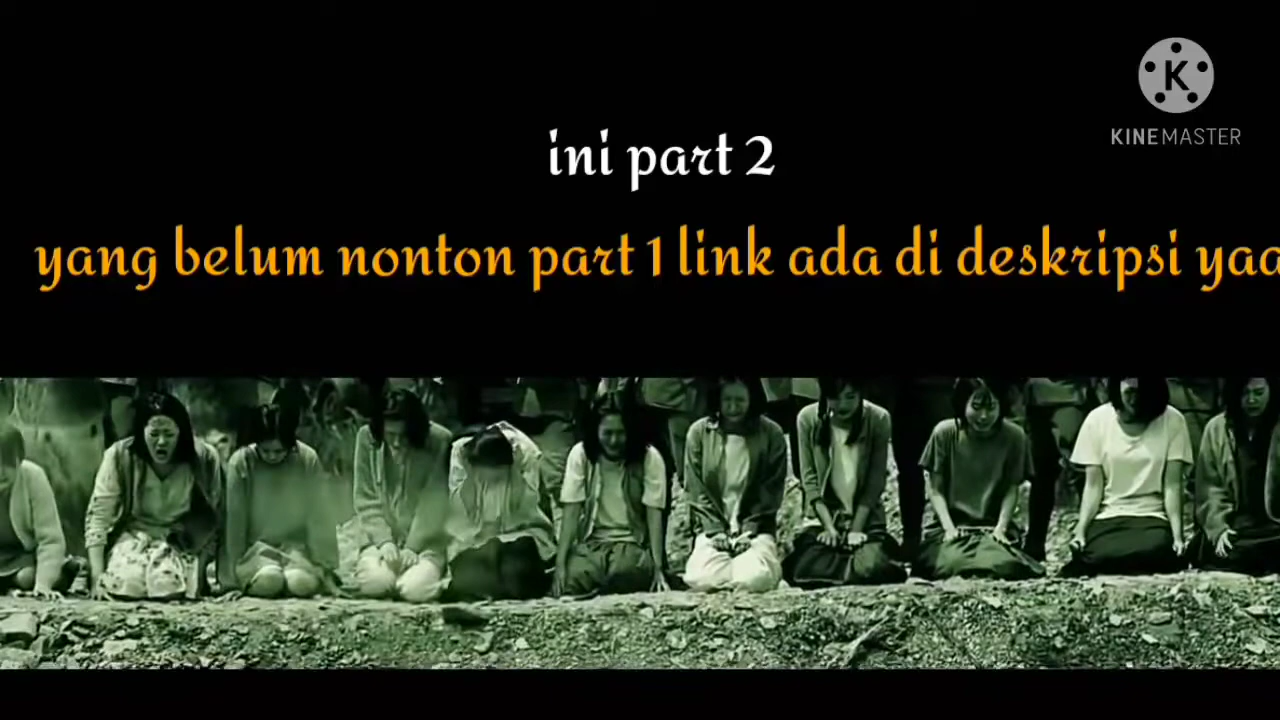 ini part 2
yang belum nonton part 1 link ada di deskripsi yaa
K
KINEMASTER